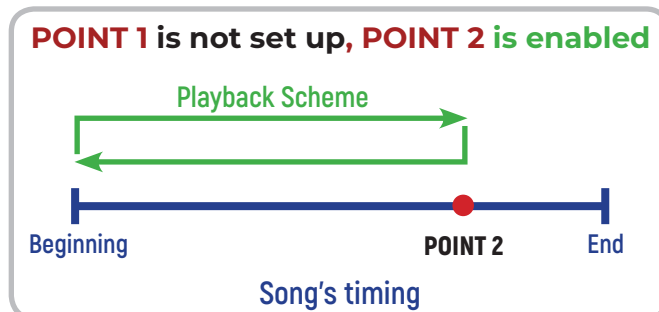 POINT 1 is not set up, POINT 2 is enabled
Playback Scheme
Beginning
POINT 2
End
Song's timing